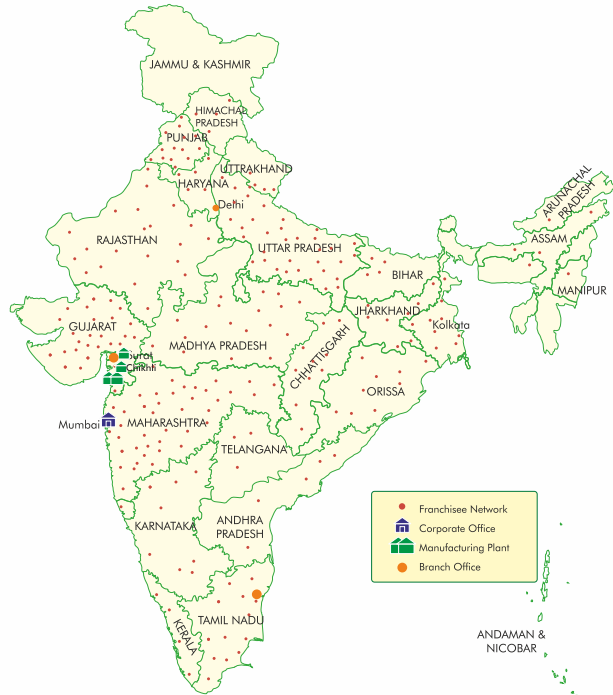 JAMMU & KASHMIR
HIMACHAL
PRADESH
PUNJAB
UTTRAKHAND
HARYANA
Delhi
ARUNACHAL
PRADESH
RAJASTHAN
UTTAR PRADESH
ASSAM
BIHAR
MANIPUR
GUJARAT
JHARKHAND
Kolkata
MADHYA PRADESH
CHHATTISGARH
Chikhli
ORISSA
Mumbai
MAHARASHTRA
TELANGANA
KARNATAKA
ANDHRA
PRADESH
Franchisee Network
Corporate Office
Manufacturing Plant
Branch Office
TAMIL NADU
KERALA
ANDAMAN &
NICOBAR